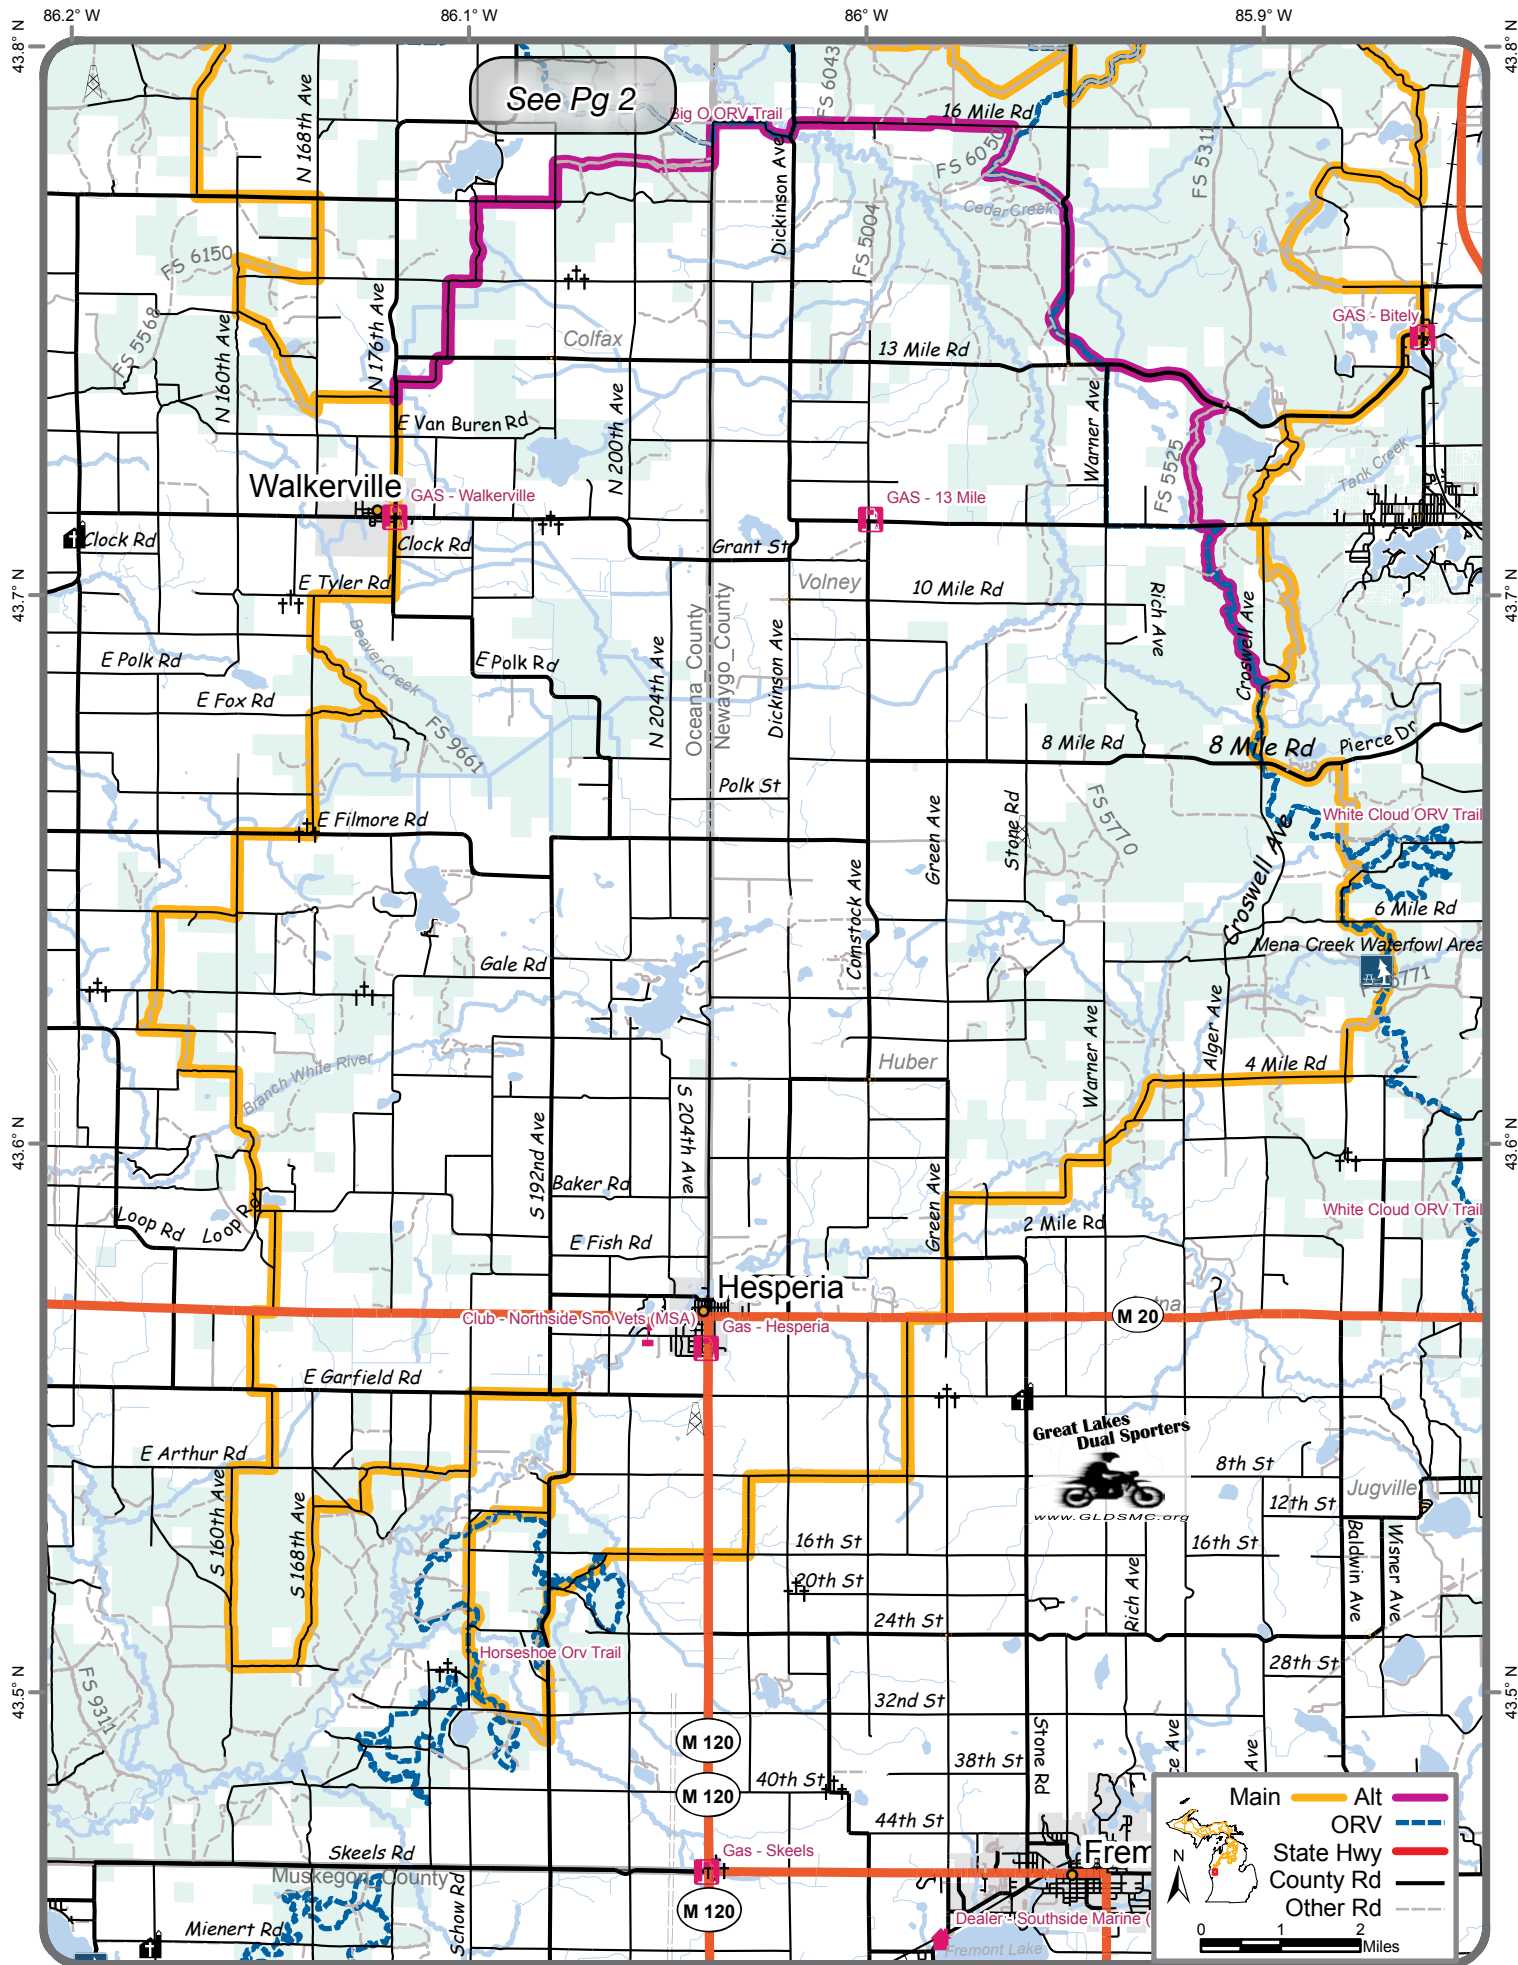 86.2° W
86.1° W
86° W
85.9° W
43.8° N
43.8° N
See Pg 2
Big O ORV Trail
FS 6043
16 Mile Rd
N 168th Ave
FS 6050
FS 5311
Dickinson Ave
Cedar Creek
FS 5004
FS 6150
N 176th Ave
FS 5568
N 160th Ave
Colfax
13 Mile Rd
GAS - Bitely
E Van Buren Rd
N 200th Ave
Warner Ave
FS 5525
Tank Creek
Walkerville
GAS - Walkerville
GAS - 13 Mile
Clock Rd
Clock Rd
Grant St
E Tyler Rd
Volney
10 Mile Rd
43.7° N
43.7° N
Rich Ave
Croswell Ave
Beaver Creek
E Polk Rd
E Polk Rd
N 204th Ave
Oceana_County
Newaygo_County
Dickinson Ave
E Fox Rd
FS 9661
8 Mile Rd
8 Mile Rd
Pierce Dr
Polk St
FS 5770
E Filmore Rd
Green Ave
Stone Rd
White Cloud ORV Trail
Croswell Ave
Comstock Ave
6 Mile Rd
Mena Creek Waterfowl Area
Gale Rd
Alger Ave
Warner Ave
Huber
4 Mile Rd
Branch White River
S 204th Ave
S 192nd Ave
43.6° N
43.6° N
Baker Rd
Green Ave
Loop Rd
Loop Rd
E Fish Rd
2 Mile Rd
White Cloud ORV Trail
Hesperia
Club - Northside Sno Vets (MSA)
Gas - Hesperia
M 20
E Garfield Rd
Great Lakes
Dual Sporters
www.GLDSMC.org
E Arthur Rd
8th St
Jugville
12th St
S 160th Ave
S 168th Ave
16th St
16th St
20th St
24th St
Rich Ave
Baldwin Ave
Wisner Ave
Horseshoe Orv Trail
28th St
FS 9311
32nd St
43.5° N
43.5° N
M 120
38th St
Stone Rd
Ave
40th St
M 120
44th St
Skeels Rd
Gas - Skeels
Frem
Muskegon_County
Schow Rd
M 120
Mienert Rd
Dealer - Southside Marine (
Fremont Lake
Main
Alt
ORV
State Hwy
County Rd
Other Rd
N
0 1 2
Miles